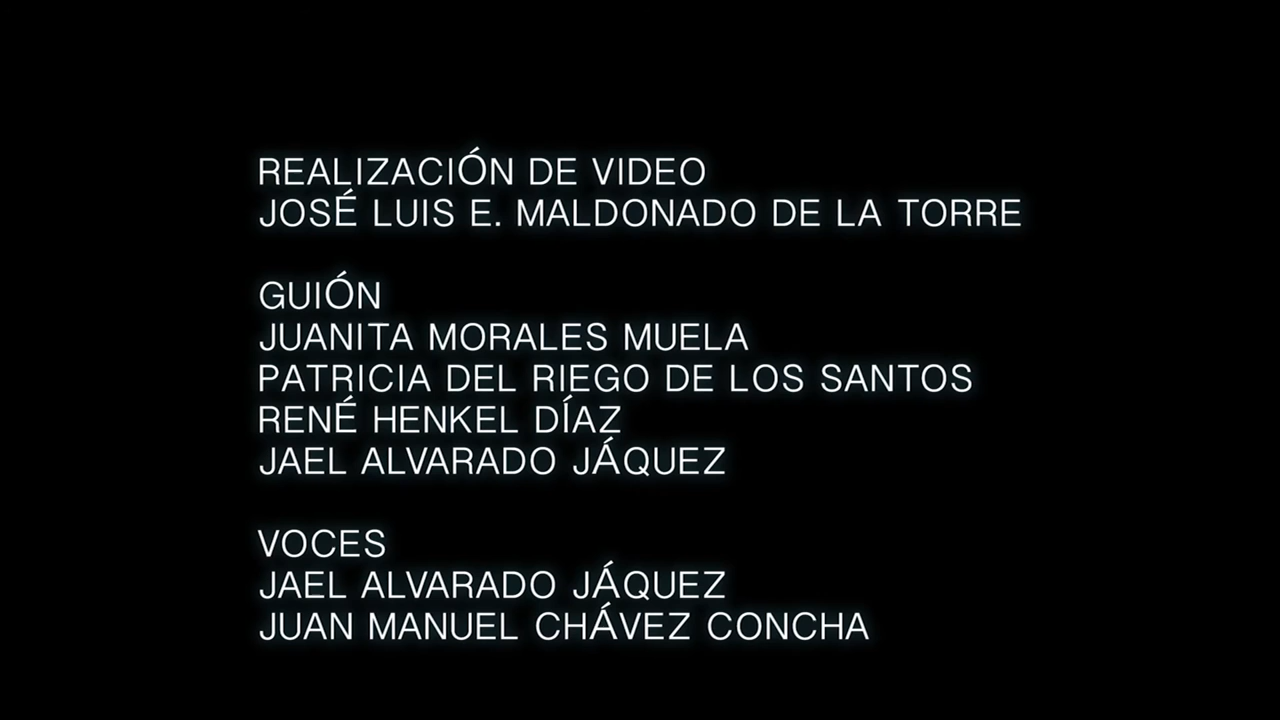 REALIZACIÓN DE VIDEO
JOSÉ LUIS E. MALDONADO DE LA TORRE
GUIÓN
JUANITA MORALES MUELA
PATRICIA DEL RIEGO DE LOS SANTOS
RENÉ HENKEL DÍAZ
JAEL ALVARADO JÁQUEZ
VOCES
JAEL ALVARADO JÁQUEZ
JUAN MANUEL CHÁVEZ CONCHA